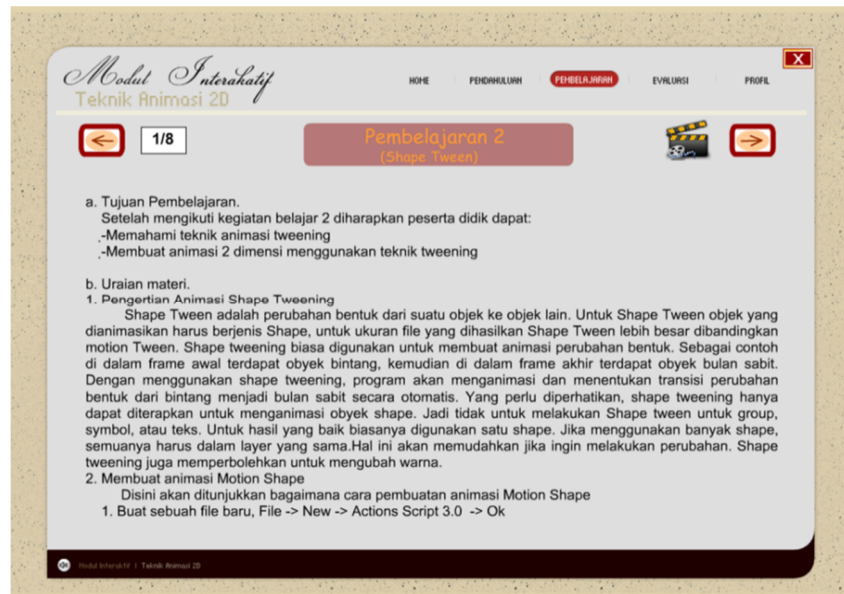 Modul Interakatif
Teknik Animasi 2D
HOME
PENDAHULUAN
PEMBELAJARAN
EVALUASI
PROFIL
X
1/8
Pembelajaran 2
(Shape Tween)
a. Tujuan Pembelajaran.
Setelah mengikuti kegiatan belajar 2 diharapkan peserta didik dapat:
-Memahami teknik animasi tweening
-Membuat animasi 2 dimensi menggunakan teknik tweening
b. Uraian materi.
1. Pengertian Animasi Shape Tweening
Shape Tween adalah perubahan bentuk dari suatu objek ke objek lain. Untuk Shape Tween objek yang
dianimasikan harus berjenis Shape, untuk ukuran file yang dihasilkan Shape Tween lebih besar dibandingkan
motion Tween. Shape tweening biasa digunakan untuk membuat animasi perubahan bentuk. Sebagai contoh
di dalam frame awal terdapat obyek bintang, kemudian di dalam frame akhir terdapat obyek bulan sabit.
Dengan menggunakan shape tweening, program akan menganimasi dan menentukan transisi perubahan
bentuk dari bintang menjadi bulan sabit secara otomatis. Yang perlu diperhatikan, shape tweening hanya
dapat diterapkan untuk menganimasi obyek shape. Jadi tidak untuk melakukan Shape tween untuk group,
symbol, atau teks. Untuk hasil yang baik biasanya digunakan satu shape. Jika menggunakan banyak shape,
semuanya harus dalam layer yang sama.Hal ini akan memudahkan jika ingin melakukan perubahan. Shape
tweening juga memperbolehkan untuk mengubah warna.
2. Membuat animasi Motion Shape
Disini akan ditunjukkan bagaimana cara pembuatan animasi Motion Shape
1. Buat sebuah file baru, File -> New -> Actions Script 3.0 -> Ok
Modul Interaktif | Teknik Animasi 2D